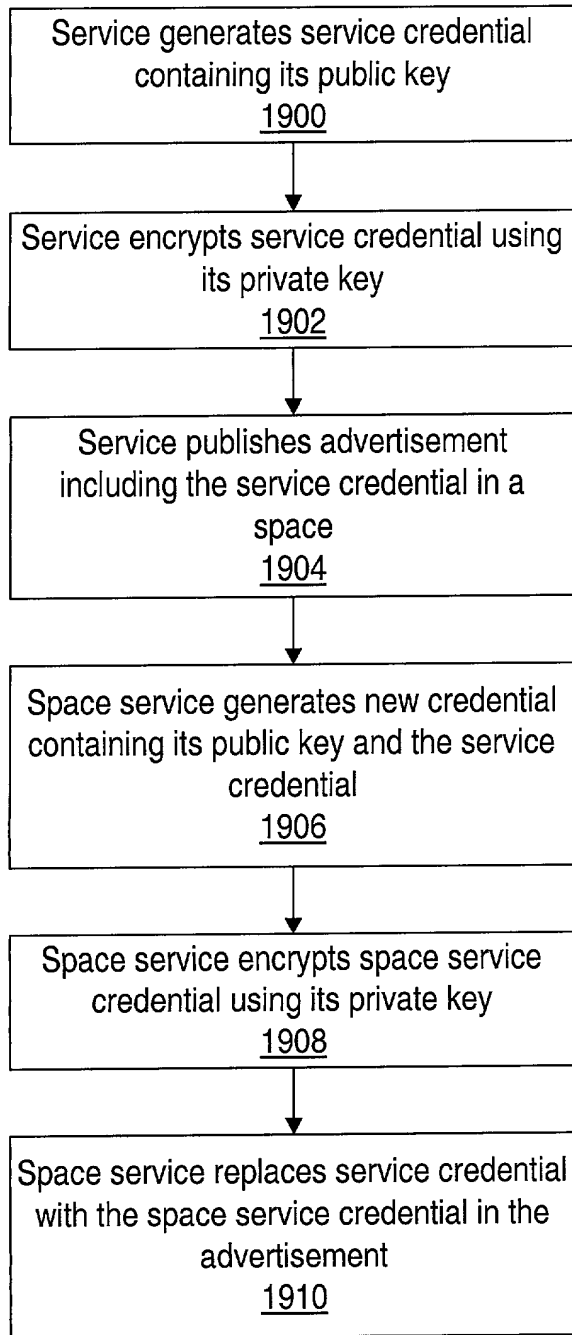 Service generates service credential
containing its public key
1900
Service encrypts service credential using
its private key
1902
Service publishes advertisement
including the service credential in a
space
1904
Space service generates new credential
containing its public key and the service
credential
1906
Space service encrypts space service
credential using its private key
1908
Space service replaces service credential
with the space service credential in the
advertisement
1910